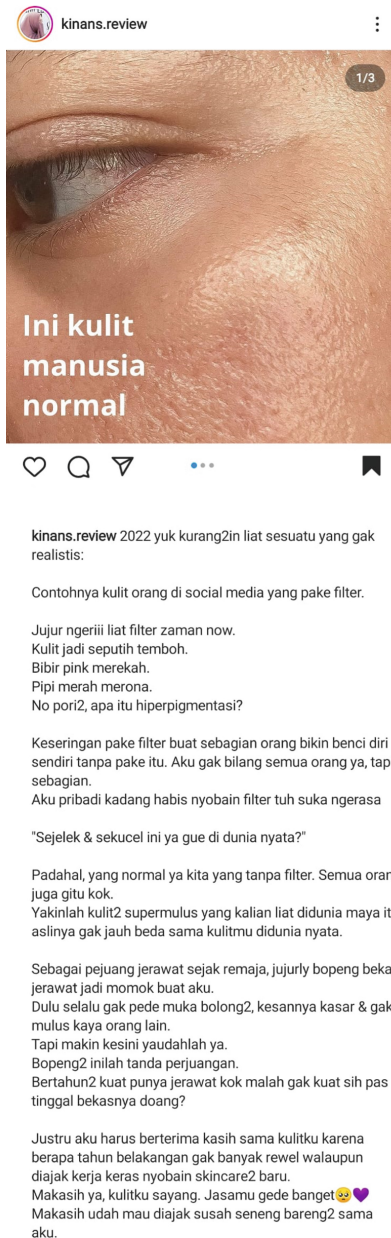 kinans.review
1/3
Ini kulit
manusia
normal
kinans.review 2022 yuk kurang2in liat sesuatu yang gak
realistis:
Contohnya kulit orang di social media yang pake filter.
Jujur ngeriii liat filter zaman now.
Kulit jadi seputih temboh.
Bibir pink merekah.
Pipi merah merona.
No pori2, apa itu hiperpigmentasi?
Keseringan pake filter buat sebagian orang bikin benci diri
sendiri tanpa pake itu. Aku gak bilang semua orang ya, tap
sebagian.
Aku pribadi kadang habis nyobain filter tuh suka ngerasa
"Sejelek & sekucel ini ya gue di dunia nyata?"
Padahal, yang normal ya kita yang tanpa filter. Semua oran
juga gitu kok.
Yakinlah kulit2 supermulus yang kalian liat didunia maya it
aslinya gak jauh beda sama kulitmu didunia nyata.
Sebagai pejuang jerawat sejak remaja, jujurly bopeng beka
jerawat jadi momok buat aku.
Dulu selalu gak pede muka bolong2, kesannya kasar & gak
mulus kaya orang lain.
Tapi makin kesini yaudahlah ya.
Bopeng2 inilah tanda perjuangan.
Bertahun2 kuat punya jerawat kok malah gak kuat sih pas
tinggal bekasnya doang?
Justru aku harus berterima kasih sama kulitku karena
berapa tahun belakangan gak banyak rewel walaupun
diajak kerja keras nyobain skincare2 baru.
Makasih ya, kulitku sayang. Jasamu gede banget🥺💜
Makasih udah mau diajak susah seneng bareng2 sama
aku.